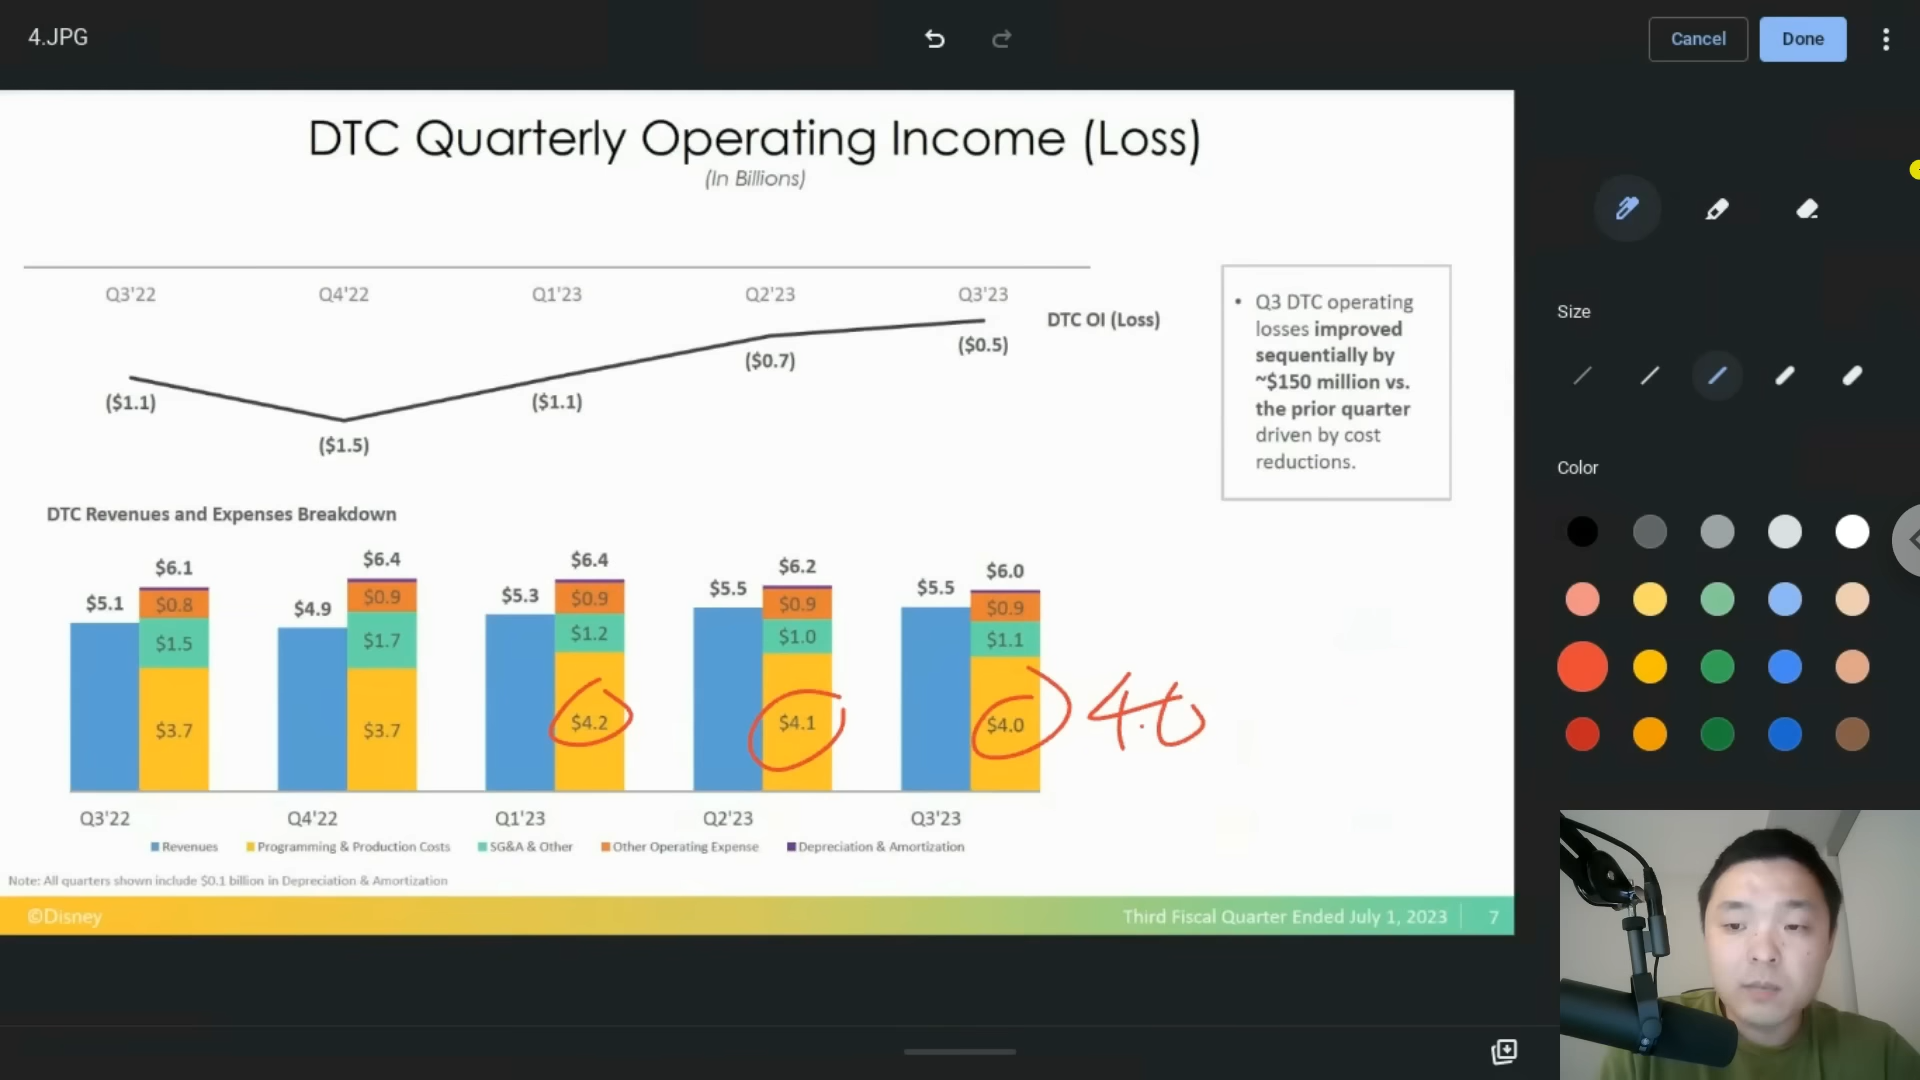 4.JPG
Cancel
Done
DTC Quarterly Operating Income (Loss)
(In Billions)
Q3'22 Q4'22 Q1'23 Q2'23 Q3'23
DTC OI (Loss)
($1.1) ($1.5) ($1.1) ($0.7) ($0.5)
• Q3 DTC operating
losses improved
sequentially by
~$150 million vs.
the prior quarter
driven by cost
reductions.
Size
Color
DTC Revenues and Expenses Breakdown
$5.1 $6.1 $4.9 $6.4 $5.3 $6.4 $5.5 $6.2 $5.5 $6.0
$0.8 $0.9 $0.9 $0.9 $0.9
$1.5 $1.7 $1.2 $1.0 $1.1
$3.7 $3.7 $4.2 $4.1 $4.0 4.0
Q3'22 Q4'22 Q1'23 Q2'23 Q3'23
Revenues Programming & Production Costs SG&A & Other Other Operating Expense Depreciation & Amortization
Note: All quarters shown include $0.1 billion in Depreciation & Amortization
©Disney
Third Fiscal Quarter Ended July 1, 2023 7